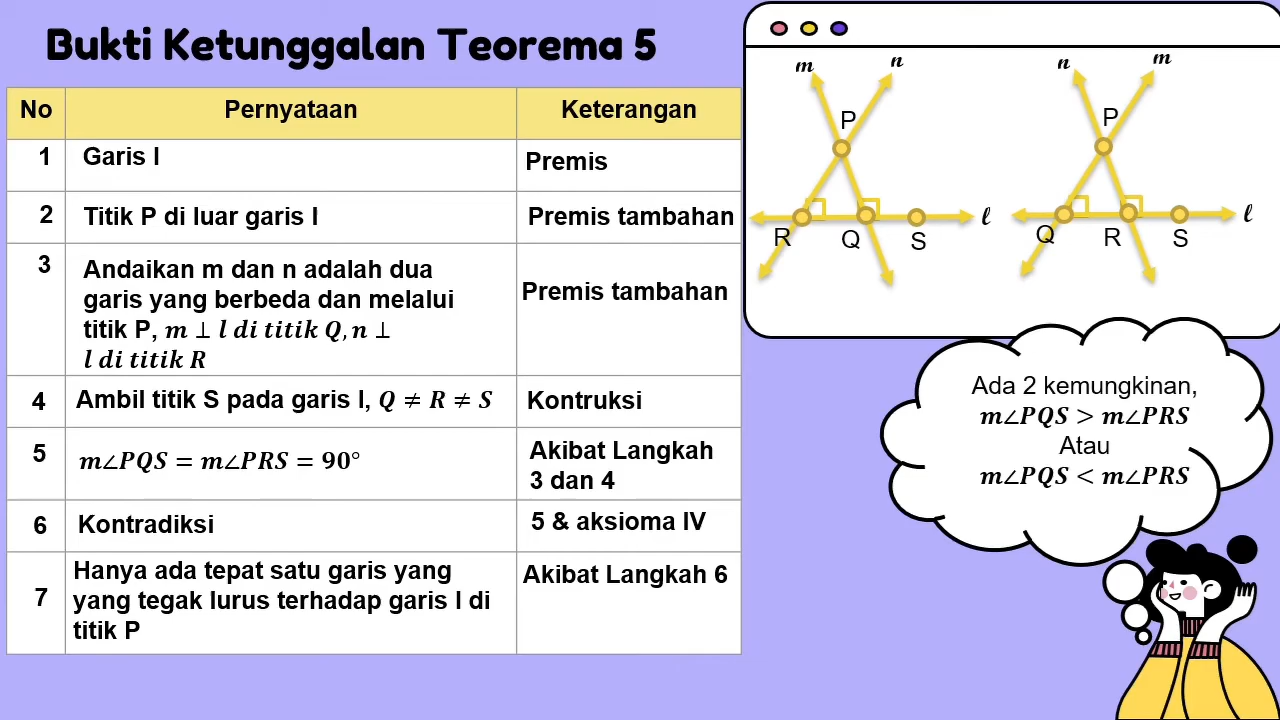 Bukti Ketunggalan Teorema 5
No Pernyataan Keterangan
1 Garis l Premis
2 Titik P di luar garis l Premis tambahan
3 Andaikan m dan n adalah dua
garis yang berbeda dan melalui
titik P, m ⊥ l di titik Q, n ⊥
l di titik R
Premis tambahan
4 Ambil titik S pada garis l, Q ≠ R ≠ S Kontruksi
5 m∠PQS = m∠PRS = 90°
Akibat Langkah
3 dan 4
6 Kontradiksi 5 & aksioma IV
7 Hanya ada tepat satu garis yang
yang tegak lurus terhadap garis l di
titik P
Akibat Langkah 6
m n
P
ℓ
R Q S
n m
P
ℓ
Q R S
Ada 2 kemungkinan,
m∠PQS > m∠PRS
Atau
m∠PQS < m∠PRS